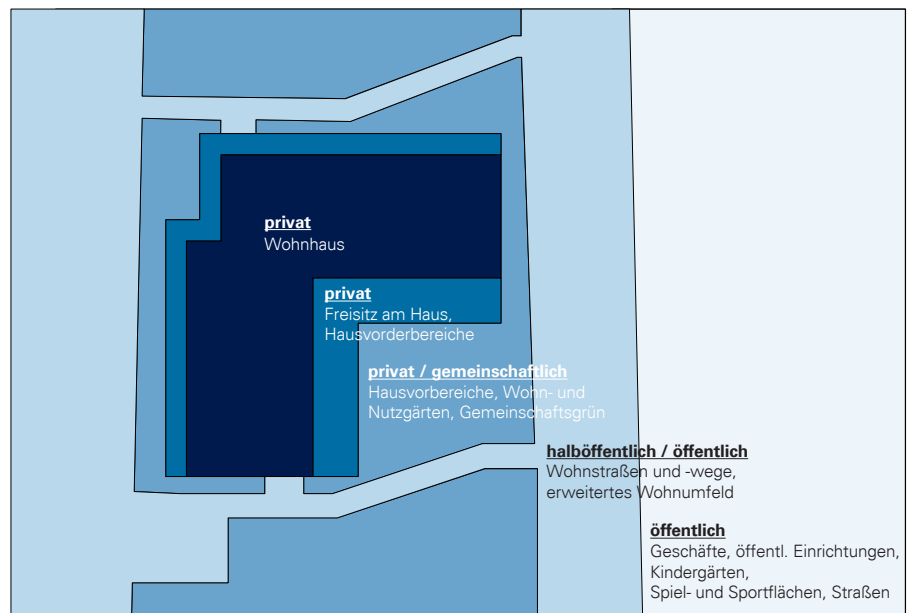 privat
Wohnhaus
privat
Freisitz am Haus,
Hausvorderbereiche
privat / gemeinschaftlich
Hausvorbereiche, Wohn- und
Nutzgärten, Gemeinschaftsgrün
halböffentlich / öffentlich
Wohnstraßen und -wege,
erweitertes Wohnumfeld
öffentlich
Geschäfte, öffentl. Einrichtungen,
Kindergärten,
Spiel- und Sportflächen, Straßen